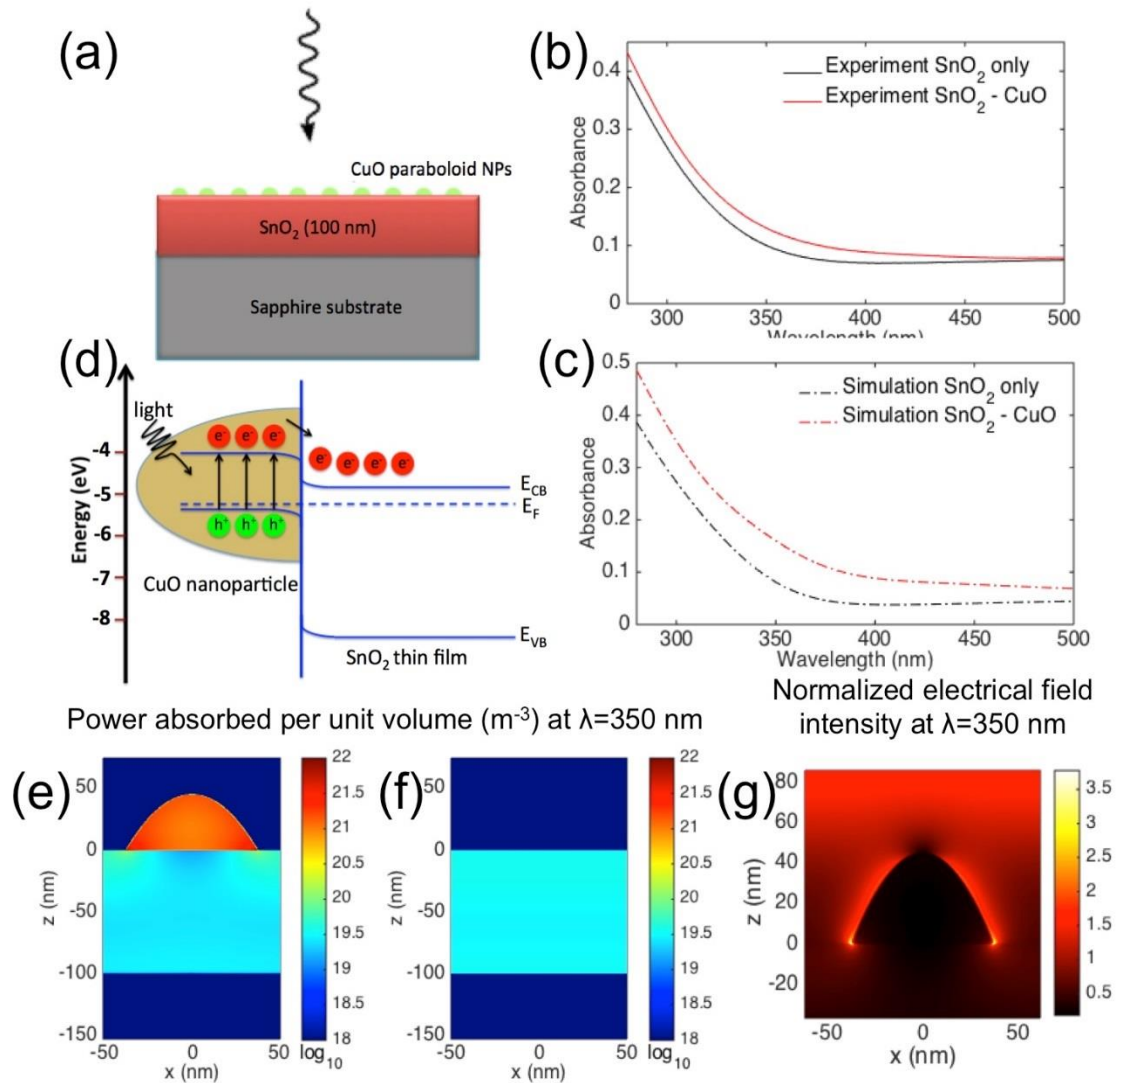 (a)
CuO paraboloid NPs
SnO2 (100 nm)
Sapphire substrate
(b)
Experiment SnO2 only
Experiment SnO2 - CuO
Absorbance
0.4
0.3
0.2
0.1
0
300 350 400 450 500
Wavelength (nm)
(d)
light
Energy (eV)
-4
-5
-6
-7
-8
e- e- e-
e- e- e- e-
h+ h+ h+
ECB
EF
EVB
CuO nanoparticle
SnO2 thin film
(c)
Simulation SnO2 only
Simulation SnO2 - CuO
Absorbance
0.5
0.4
0.3
0.2
0.1
0
300 350 400 450 500
Wavelength (nm)
Power absorbed per unit volume (m-3) at λ=350 nm
Normalized electrical field
intensity at λ=350 nm
(e)
z (nm)
50
0
-50
-100
-150
-50 0 50
x (nm)
22
21.5
21
20.5
20
19.5
19
18.5
18
log10
(f)
z (nm)
50
0
-50
-100
-150
-50 0 50
x (nm)
22
21.5
21
20.5
20
19.5
19
18.5
18
log10
(g)
z (nm)
80
60
40
20
0
-20
-50 0 50
x (nm)
3.5
3
2.5
2
1.5
1
0.5